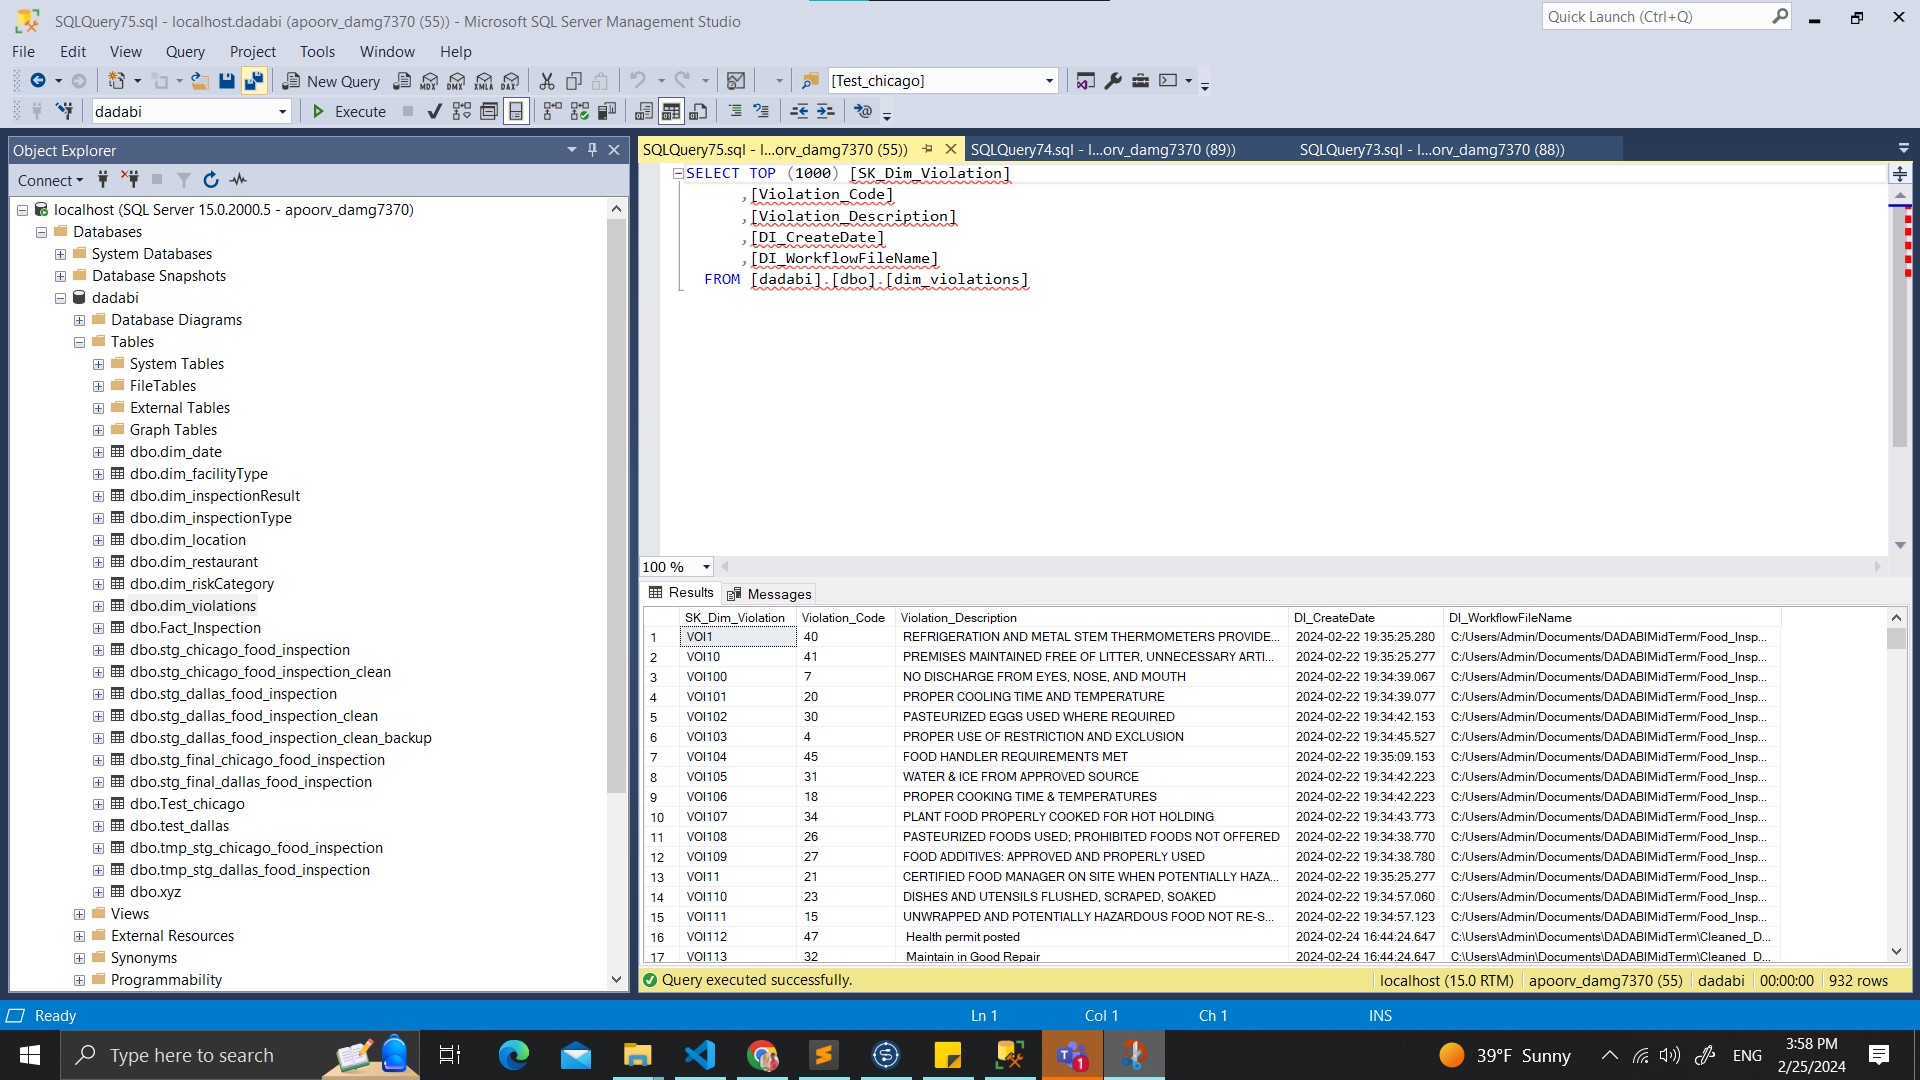 SQLQuery75.sql - localhost.dadabi (apoorv_damg7370 (55)) - Microsoft SQL Server Management Studio
Quick Launch (Ctrl+Q)
File Edit View Query Project Tools Window Help
New Query MDX DMX XMLA DAX [Test_chicago]
dadabi Execute
Object Explorer
Connect
localhost (SQL Server 15.0.2000.5 - apoorv_damg7370)
Databases
System Databases
Database Snapshots
dadabi
Database Diagrams
Tables
System Tables
FileTables
External Tables
Graph Tables
dbo.dim_date
dbo.dim_facilityType
dbo.dim_inspectionResult
dbo.dim_inspectionType
dbo.dim_location
dbo.dim_restaurant
dbo.dim_riskCategory
dbo.dim_violations
dbo.Fact_Inspection
dbo.stg_chicago_food_inspection
dbo.stg_chicago_food_inspection_clean
dbo.stg_dallas_food_inspection
dbo.stg_dallas_food_inspection_clean
dbo.stg_dallas_food_inspection_clean_backup
dbo.stg_final_chicago_food_inspection
dbo.stg_final_dallas_food_inspection
dbo.Test_chicago
dbo.test_dallas
dbo.tmp_stg_chicago_food_inspection
dbo.tmp_stg_dallas_food_inspection
dbo.xyz
Views
External Resources
Synonyms
Programmability
SQLQuery75.sql - l...orv_damg7370 (55)) SQLQuery74.sql - l...orv_damg7370 (89)) SQLQuery73.sql - l...orv_damg7370 (88))
SELECT TOP (1000) [SK_Dim_Violation]
,[Violation_Code]
,[Violation_Description]
,[DI_CreateDate]
,[DI_WorkflowFileName]
FROM [dadabi].[dbo].[dim_violations]
100 %
Results Messages
SK_Dim_Violation Violation_Code Violation_Description DI_CreateDate DI_WorkflowFileName
1 VOI1 40 REFRIGERATION AND METAL STEM THERMOMETERS PROVIDE... 2024-02-22 19:35:25.280 C:/Users/Admin/Documents/DADABIMidTerm/Food_Insp...
2 VOI10 41 PREMISES MAINTAINED FREE OF LITTER, UNNECESSARY ARTI... 2024-02-22 19:35:25.277 C:/Users/Admin/Documents/DADABIMidTerm/Food_Insp...
3 VOI100 7 NO DISCHARGE FROM EYES, NOSE, AND MOUTH 2024-02-22 19:34:39.067 C:/Users/Admin/Documents/DADABIMidTerm/Food_Insp...
4 VOI101 20 PROPER COOLING TIME AND TEMPERATURE 2024-02-22 19:34:39.077 C:/Users/Admin/Documents/DADABIMidTerm/Food_Insp...
5 VOI102 30 PASTEURIZED EGGS USED WHERE REQUIRED 2024-02-22 19:34:42.153 C:/Users/Admin/Documents/DADABIMidTerm/Food_Insp...
6 VOI103 4 PROPER USE OF RESTRICTION AND EXCLUSION 2024-02-22 19:34:45.527 C:/Users/Admin/Documents/DADABIMidTerm/Food_Insp...
7 VOI104 45 FOOD HANDLER REQUIREMENTS MET 2024-02-22 19:35:09.153 C:/Users/Admin/Documents/DADABIMidTerm/Food_Insp...
8 VOI105 31 WATER & ICE FROM APPROVED SOURCE 2024-02-22 19:34:42.223 C:/Users/Admin/Documents/DADABIMidTerm/Food_Insp...
9 VOI106 18 PROPER COOKING TIME & TEMPERATURES 2024-02-22 19:34:42.223 C:/Users/Admin/Documents/DADABIMidTerm/Food_Insp...
10 VOI107 34 PLANT FOOD PROPERLY COOKED FOR HOT HOLDING 2024-02-22 19:34:43.773 C:/Users/Admin/Documents/DADABIMidTerm/Food_Insp...
11 VOI108 26 PASTEURIZED FOODS USED; PROHIBITED FOODS NOT OFFERED 2024-02-22 19:34:38.770 C:/Users/Admin/Documents/DADABIMidTerm/Food_Insp...
12 VOI109 27 FOOD ADDITIVES: APPROVED AND PROPERLY USED 2024-02-22 19:34:38.780 C:/Users/Admin/Documents/DADABIMidTerm/Food_Insp...
13 VOI11 21 CERTIFIED FOOD MANAGER ON SITE WHEN POTENTIALLY HAZA... 2024-02-22 19:35:25.277 C:/Users/Admin/Documents/DADABIMidTerm/Food_Insp...
14 VOI110 23 DISHES AND UTENSILS FLUSHED, SCRAPED, SOAKED 2024-02-22 19:34:57.060 C:/Users/Admin/Documents/DADABIMidTerm/Food_Insp...
15 VOI111 15 UNWRAPPED AND POTENTIALLY HAZARDOUS FOOD NOT RE-S... 2024-02-22 19:34:57.123 C:/Users/Admin/Documents/DADABIMidTerm/Food_Insp...
16 VOI112 47 Health permit posted 2024-02-24 16:44:24.647 C:\Users\Admin\Documents\DADABIMidTerm\Cleaned_D...
17 VOI113 32 Maintain in Good Repair 2024-02-24 16:44:24.647 C:\Users\Admin\Documents\DADABIMidTerm\Cleaned_D...
Query executed successfully. localhost (15.0 RTM) apoorv_damg7370 (55) dadabi 00:00:00 932 rows
Ready Ln 1 Col 1 Ch 1 INS
Type here to search 1 39°F Sunny ENG 3:58 PM
2/25/2024